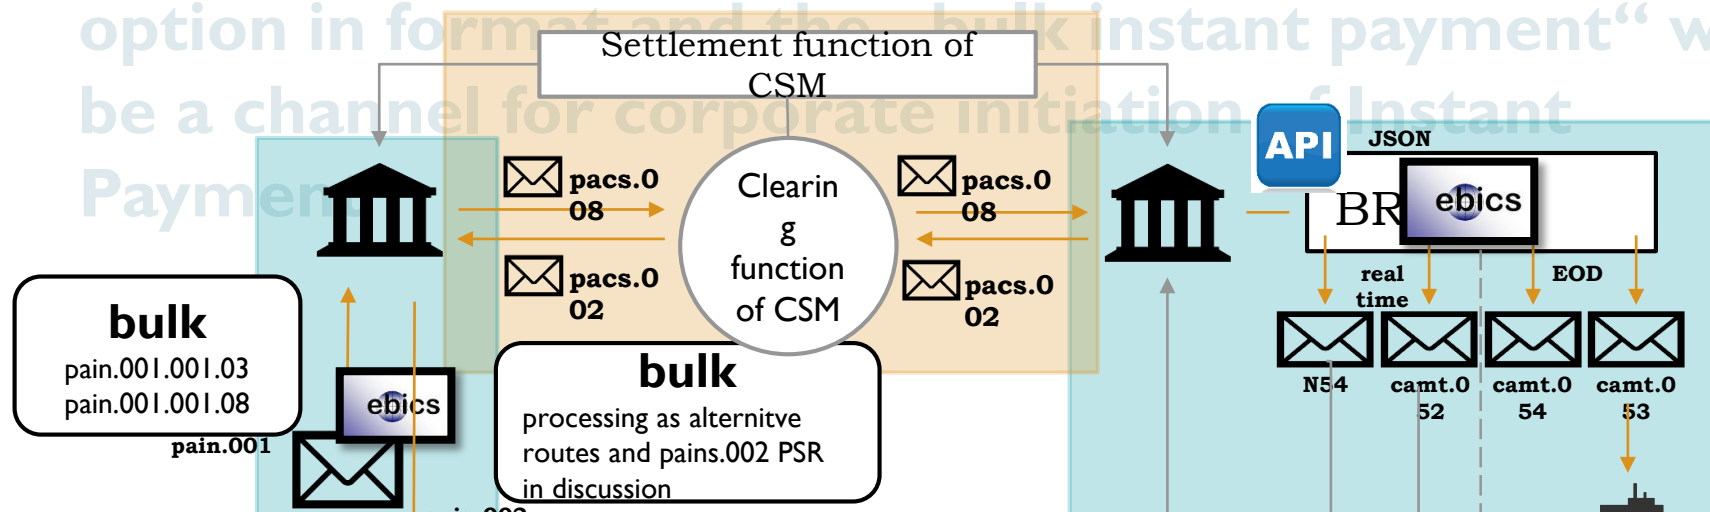 option in format and the „bulk instant payment“ w
be a channel for corporate initiation of Instant
Payment
Settlement function of
CSM
API
JSON
BR
ebics
pacs.0
08
pacs.0
02
Clearin
g
function
of CSM
pacs.0
08
pacs.0
02
real
time
EOD
N54
camt.0
52
camt.0
54
camt.0
53
bulk
pain.001.001.03
pain.001.001.08
ebics
pain.001
bulk
processing as alternitve
routes and pains.002 PSR
in discussion